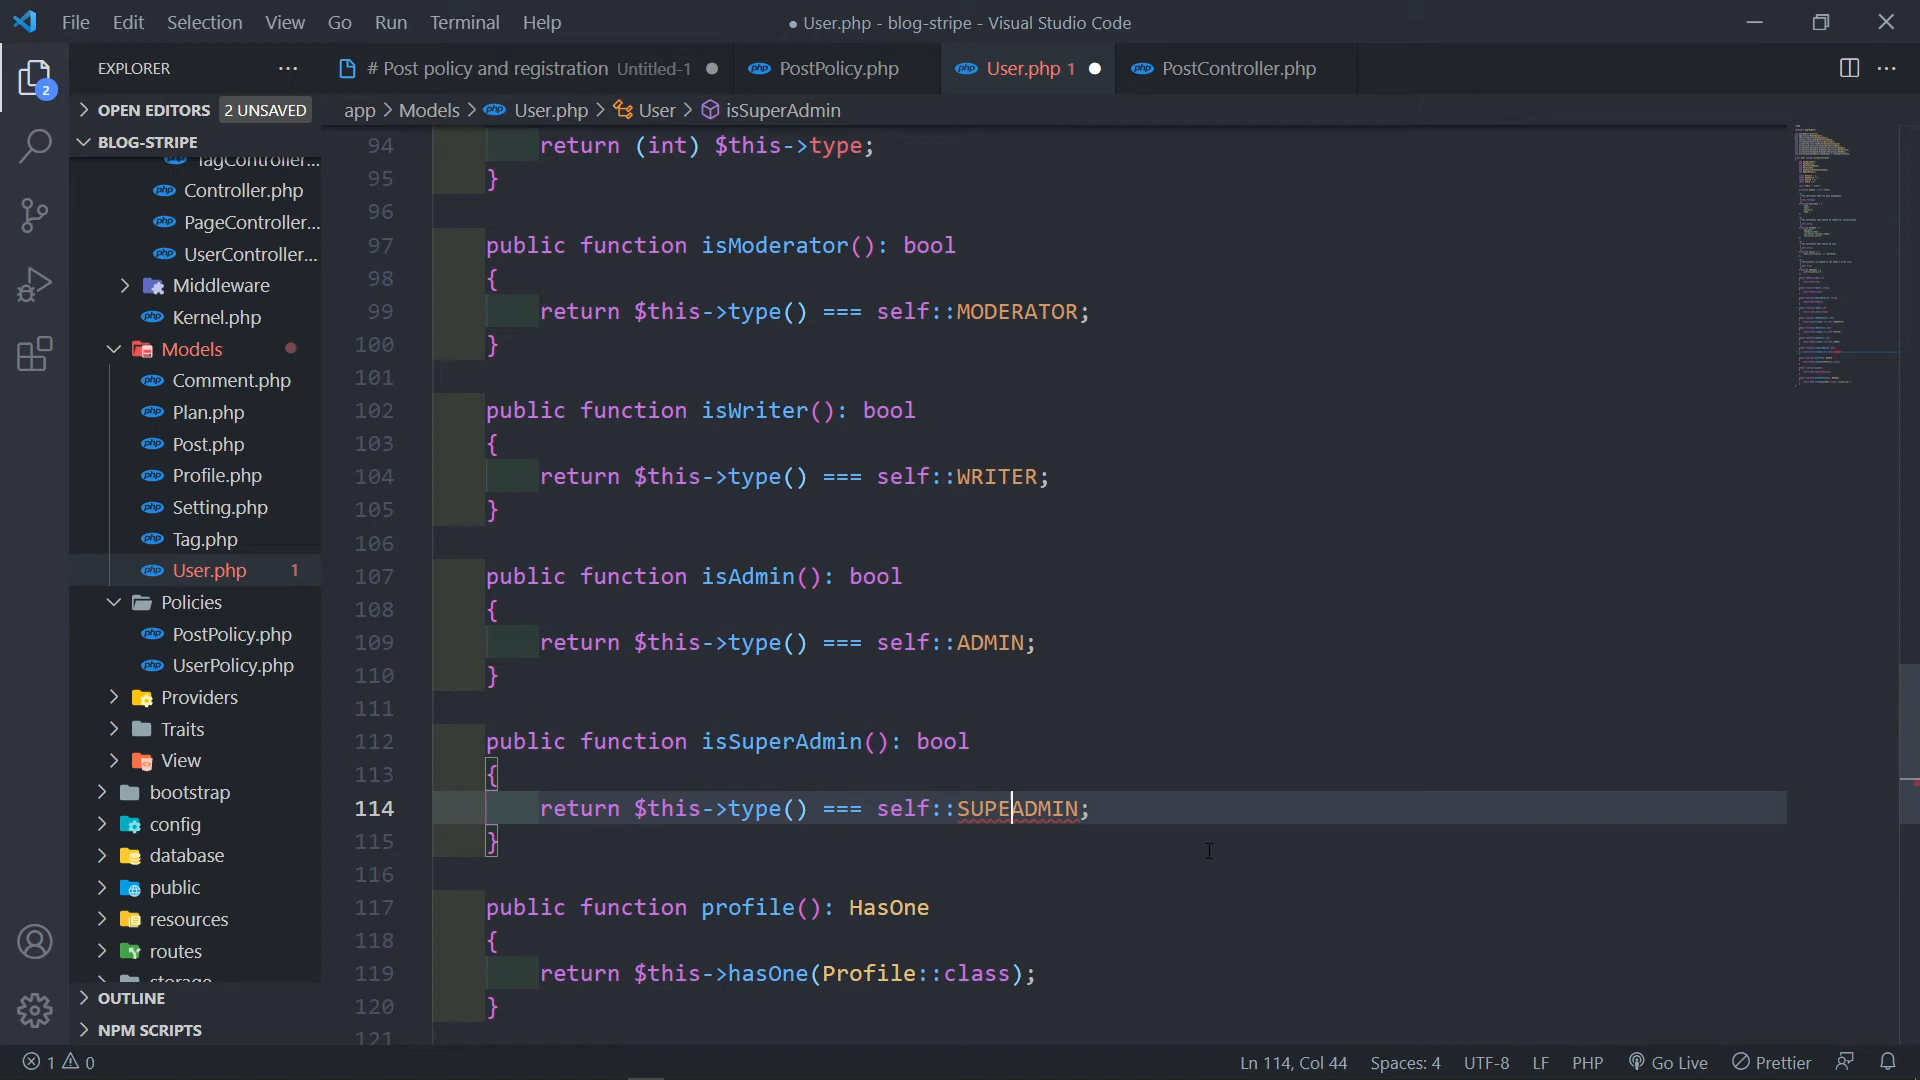 File Edit Selection View Go Run Terminal Help
● User.php - blog-stripe - Visual Studio Code
EXPLORER
# Post policy and registration Untitled-1
PostPolicy.php
User.php 1
PostController.php
OPEN EDITORS 2 UNSAVED
app > Models > User.php > User > isSuperAdmin
BLOG-STRIPE
TagController...
Controller.php
PageController...
UserController...
Middleware
Kernel.php
Models
Comment.php
Plan.php
Post.php
Profile.php
Setting.php
Tag.php
User.php 1
Policies
PostPolicy.php
UserPolicy.php
Providers
Traits
View
bootstrap
config
database
public
resources
routes
storage
OUTLINE
NPM SCRIPTS
2
94 return (int) $this->type;
95 }
96
97 public function isModerator(): bool
98 {
99 return $this->type() === self::MODERATOR;
100 }
101
102 public function isWriter(): bool
103 {
104 return $this->type() === self::WRITER;
105 }
106
107 public function isAdmin(): bool
108 {
109 return $this->type() === self::ADMIN;
110 }
111
112 public function isSuperAdmin(): bool
113 {
114 return $this->type() === self::SUPEADMIN;
115 }
116
117 public function profile(): HasOne
118 {
119 return $this->hasOne(Profile::class);
120 }
121
1 0
Ln 114, Col 44 Spaces: 4 UTF-8 LF PHP Go Live Prettier